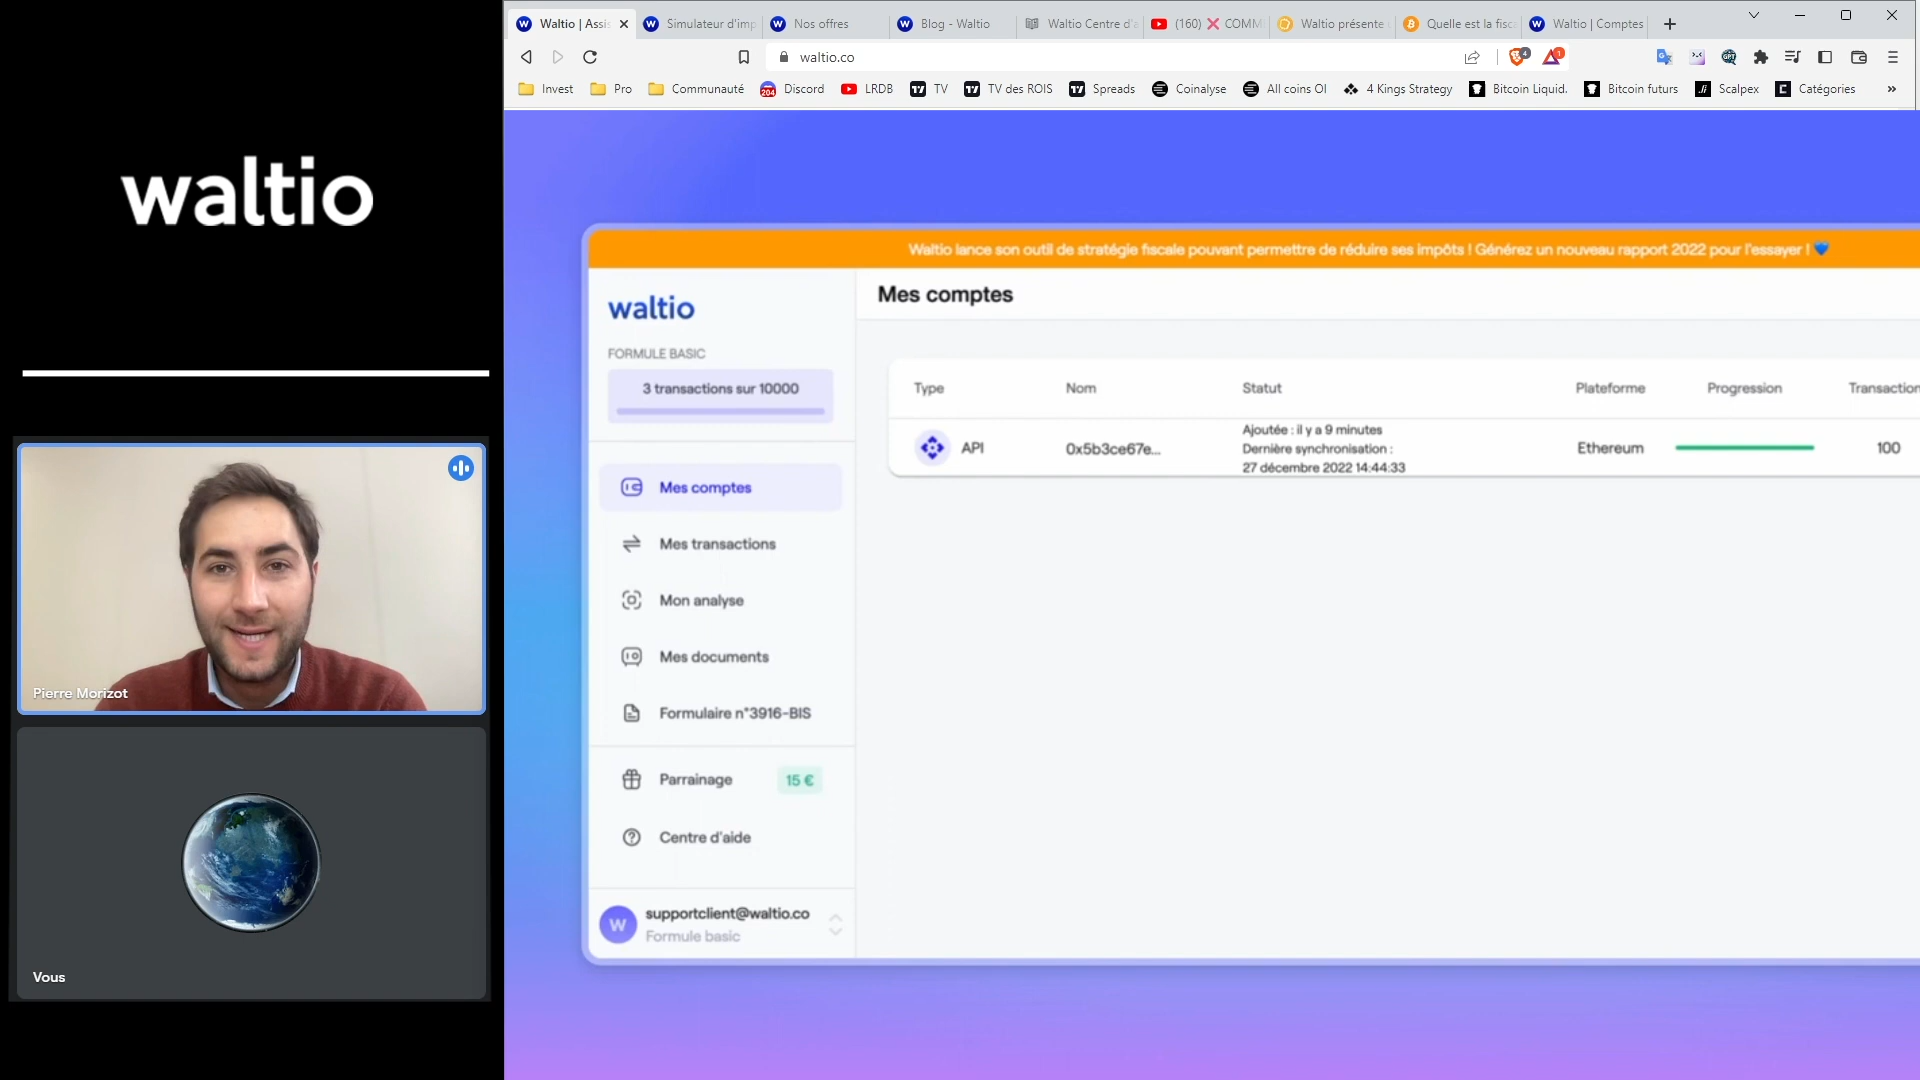 waltio
Pierre Morizot
Vous
Waltio | Assis
Simulateur d'imp
Nos offres
Blog - Waltio
Waltio Centre d'a
(160) ❌ COMM
Waltio présente
Quelle est la fisc
Waltio | Comptes
waltio.co
4
1
Invest
Pro
Communauté
204
Discord
LRDB
TV
TV des ROIS
Spreads
Coinalyse
All coins OI
4 Kings Strategy
Bitcoin Liquid.
Bitcoin futurs
Scalpex
Catégories
»
Waltio lance son outil de stratégie fiscale pouvant permettre de réduire ses impôts ! Générez un nouveau rapport 2022 pour l'essayer ! 💙
waltio
FORMULE BASIC
3 transactions sur 10000
Mes comptes
Mes transactions
Mon analyse
Mes documents
Formulaire n°3916-BIS
Parrainage
15 €
Centre d'aide
W
supportclient@waltio.co
Formule basic
Mes comptes
Type
Nom
Statut
Plateforme
Progression
Transaction
API
0x5b3ce67e...
Ajoutée : il y a 9 minutes
Dernière synchronisation :
27 décembre 2022 14:44:33
Ethereum
100